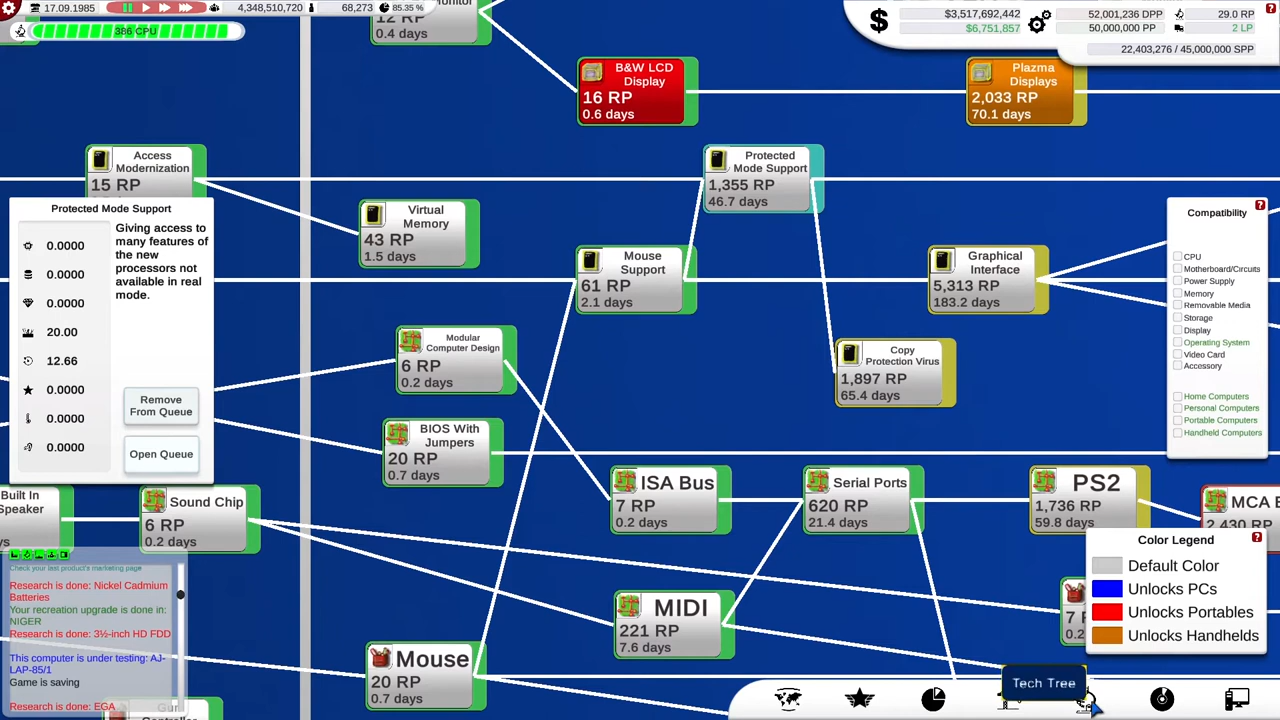 17.09.1985
4,348,510,720
68,273
85.35 %
386 CPU
$3,517,692,442
$6,751,857
52,001,236 DPP
50,000,000 PP
29.0 RP
2 LP
22,403,276 / 45,000,000 SPP
12 RP
0.4 days
B&W LCD
Display
16 RP
0.6 days
Plazma
Displays
2,033 RP
70.1 days
Access
Modernization
15 RP
Protected
Mode Support
1,355 RP
46.7 days
Virtual
Memory
43 RP
1.5 days
Mouse
Support
61 RP
2.1 days
Graphical
Interface
5,313 RP
183.2 days
Modular
Computer Design
6 RP
0.2 days
Copy
Protection Virus
1,897 RP
65.4 days
BIOS With
Jumpers
20 RP
0.7 days
Built In
Speaker
Sound Chip
6 RP
0.2 days
ISA Bus
7 RP
0.2 days
Serial Ports
620 RP
21.4 days
PS2
1,736 RP
59.8 days
MCA B
2,430 RP
MIDI
221 RP
7.6 days
7 R
0.2
Mouse
20 RP
0.7 days
Controller
Protected Mode Support
0.0000
0.0000
0.0000
20.00
12.66
0.0000
0.0000
0.0000
Giving access to
many features of
the new
processors not
available in real
mode.
Remove
From Queue
Open Queue
Check your last product's marketing page
Research is done: Nickel Cadmium
Batteries
Your recreation upgrade is done in:
NIGER
Research is done: 3½-inch HD FDD
This computer is under testing: AJ-
LAP-85/1
Game is saving
Research is done: EGA
Compatibility
CPU
Motherboard/Circuits
Power Supply
Memory
Removable Media
Storage
Display
Operating System
Video Card
Accessory
Home Computers
Personal Computers
Portable Computers
Handheld Computers
Color Legend
Default Color
Unlocks PCs
Unlocks Portables
Unlocks Handhelds
Tech Tree